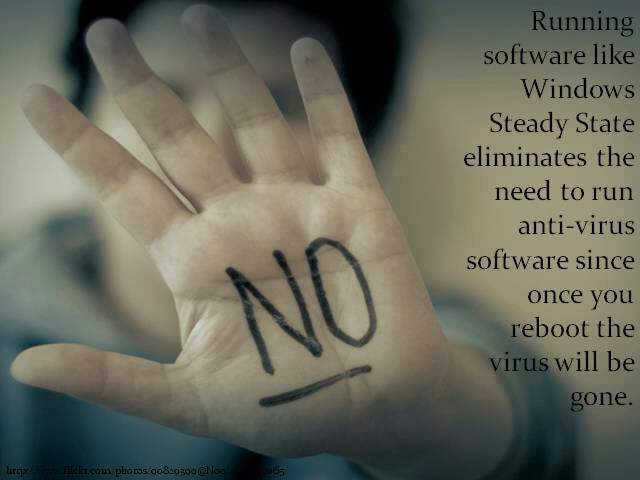 Running
software like
Windows
Steady State
eliminates the
need to run
anti-virus
software since
once you
reboot the
virus will be
gone.
NO